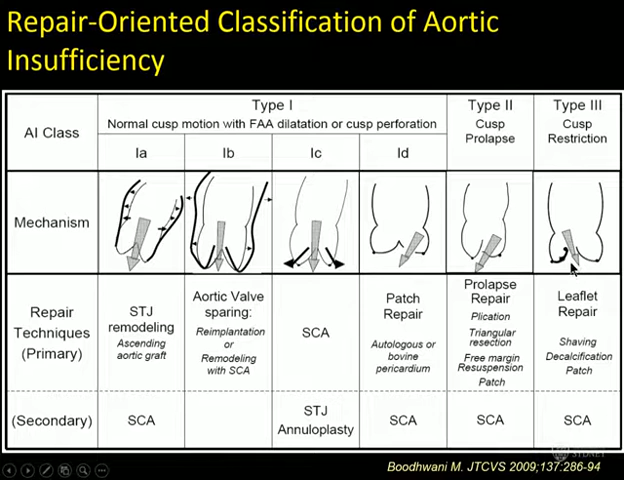 Repair-Oriented Classification of Aortic
Insufficiency
AI Class
Type I
Normal cusp motion with FAA dilatation or cusp perforation
Type II
Cusp
Prolapse
Type III
Cusp
Restriction
Ia
Ib
Ic
Id
Mechanism
Repair
Techniques
(Primary)
STJ
remodeling
Ascending
aortic graft
Aortic Valve
sparing:
Reimplantation
or
Remodeling
with SCA
SCA
Patch
Repair
Autologous or
bovine
pericardium
Prolapse
Repair
Plication
Triangular
resection
Free margin
Resuspension
Patch
Leaflet
Repair
Shaving
Decalcification
Patch
(Secondary)
SCA
STJ
Annuloplasty
SCA
SCA
SCA
SYDNEY
Boodhwani M. JTCVS 2009;137:286-94